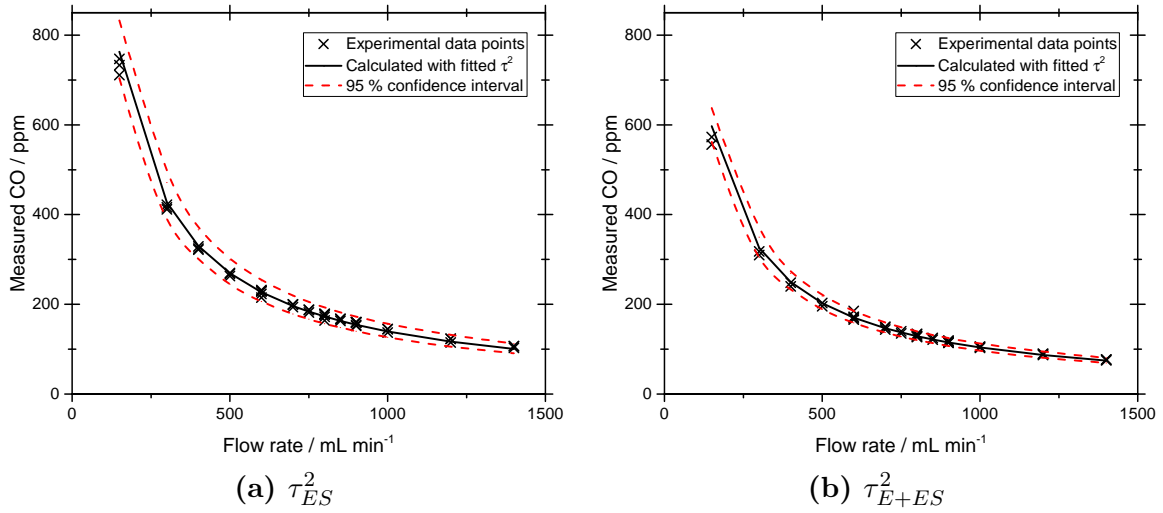 800
600
400
200
0
Measured CO / ppm
Experimental data points
Calculated with fitted τ²
95 % confidence interval
0 500 1000 1500
Flow rate / mL min⁻¹
(a) τ²_ES
800
600
400
200
0
Measured CO / ppm
Experimental data points
Calculated with fitted τ²
95 % confidence interval
0 500 1000 1500
Flow rate / mL min⁻¹
(b) τ²_E+ES